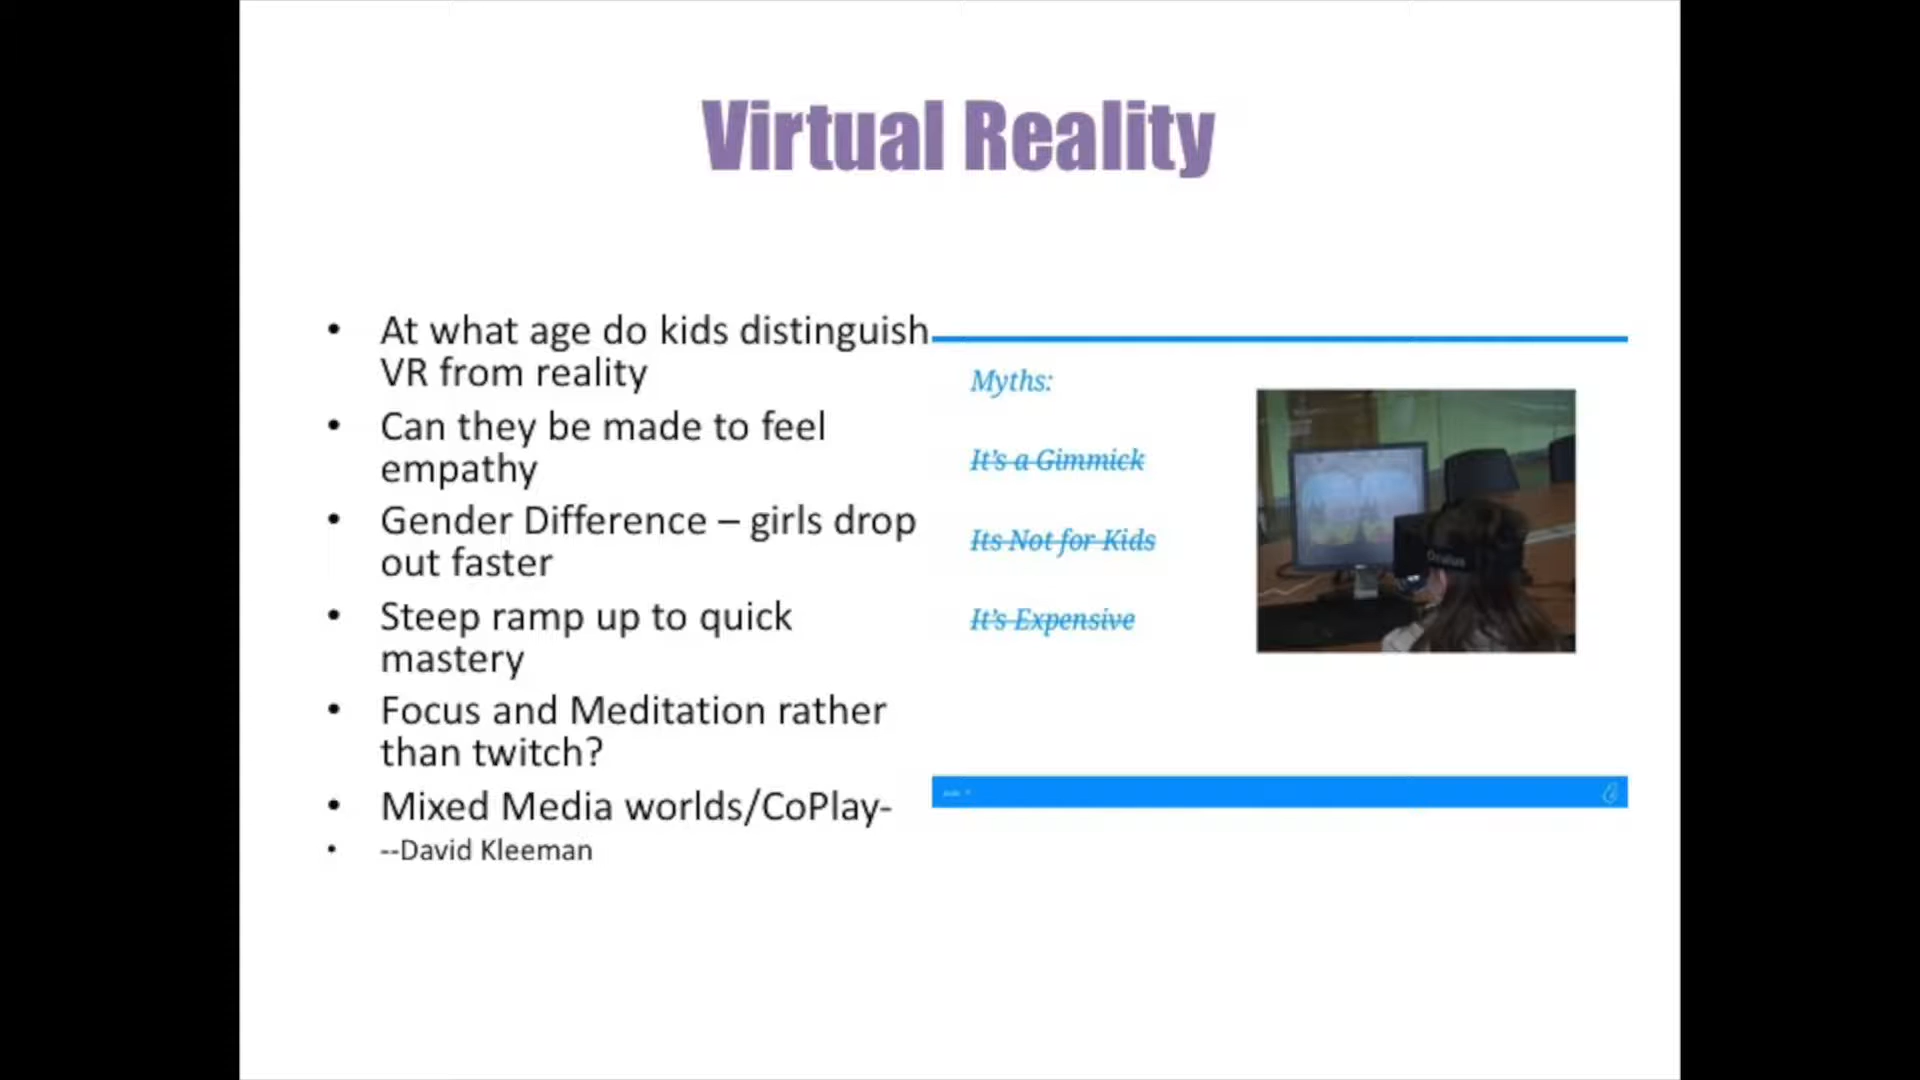 Virtual Reality
• At what age do kids distinguish
VR from reality
• Can they be made to feel
empathy
• Gender Difference – girls drop
out faster
• Steep ramp up to quick
mastery
• Focus and Meditation rather
than twitch?
• Mixed Media worlds/CoPlay-
• --David Kleeman
Myths:
It's a Gimmick
Its Not for Kids
It's Expensive
Oculus